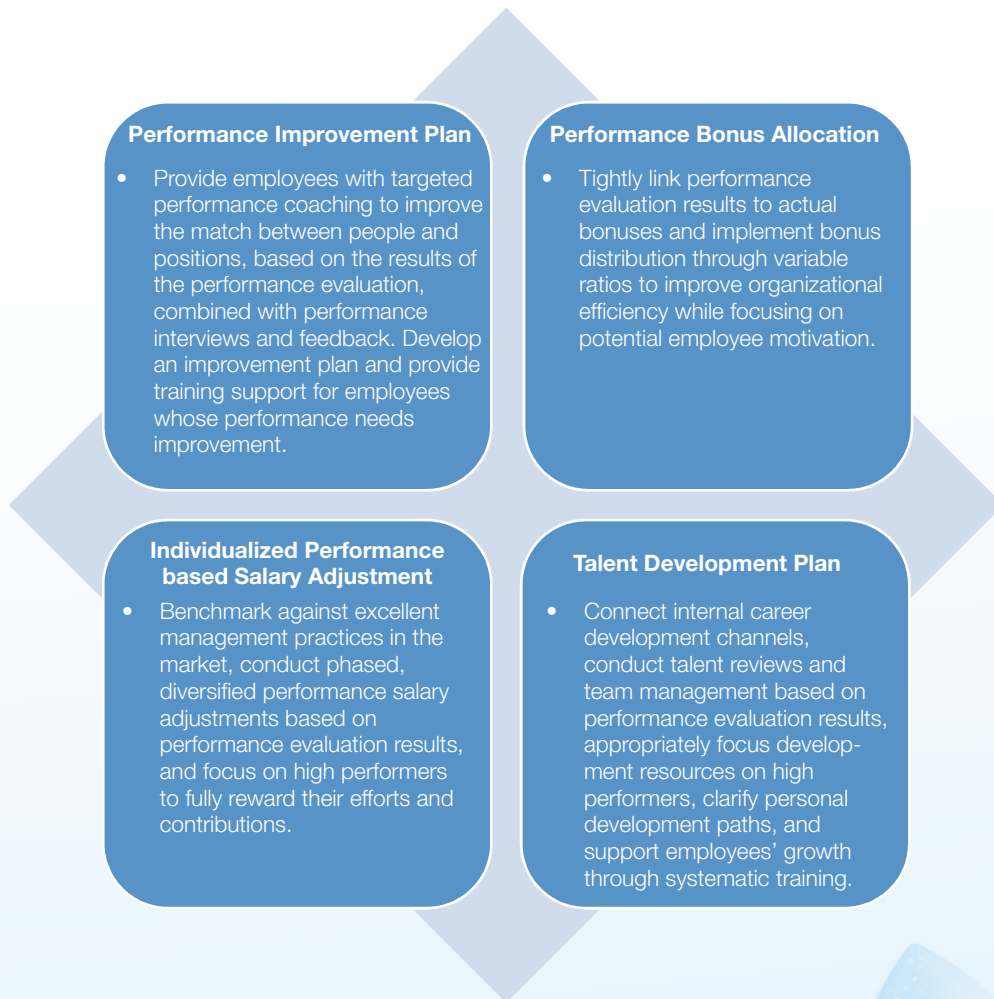 Performance Improvement Plan
• Provide employees with targeted
performance coaching to improve
the match between people and
positions, based on the results of
the performance evaluation,
combined with performance
interviews and feedback. Develop
an improvement plan and provide
training support for employees
whose performance needs
improvement.
Performance Bonus Allocation
• Tightly link performance
evaluation results to actual
bonuses and implement bonus
distribution through variable
ratios to improve organizational
efficiency while focusing on
potential employee motivation.
Individualized Performance
based Salary Adjustment
• Benchmark against excellent
management practices in the
market, conduct phased,
diversified performance salary
adjustments based on
performance evaluation results,
and focus on high performers
to fully reward their efforts and
contributions.
Talent Development Plan
• Connect internal career
development channels,
conduct talent reviews and
team management based on
performance evaluation results,
appropriately focus develop-
ment resources on high
performers, clarify personal
development paths, and
support employees’ growth
through systematic training.